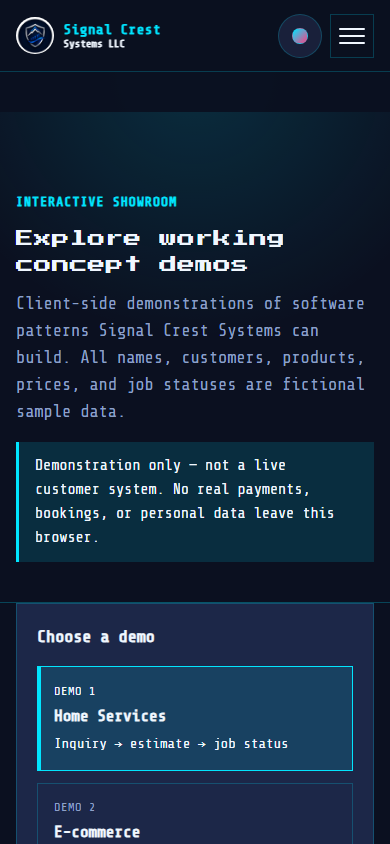 Signal Crest
Systems LLC
INTERACTIVE SHOWROOM
Explore working
concept demos
Client-side demonstrations of software
patterns Signal Crest Systems can
build. All names, customers, products,
prices, and job statuses are fictional
sample data.
Demonstration only — not a live
customer system. No real payments,
bookings, or personal data leave this
browser.
Choose a demo
DEMO 1
Home Services
Inquiry → estimate → job status
DEMO 2
E-commerce